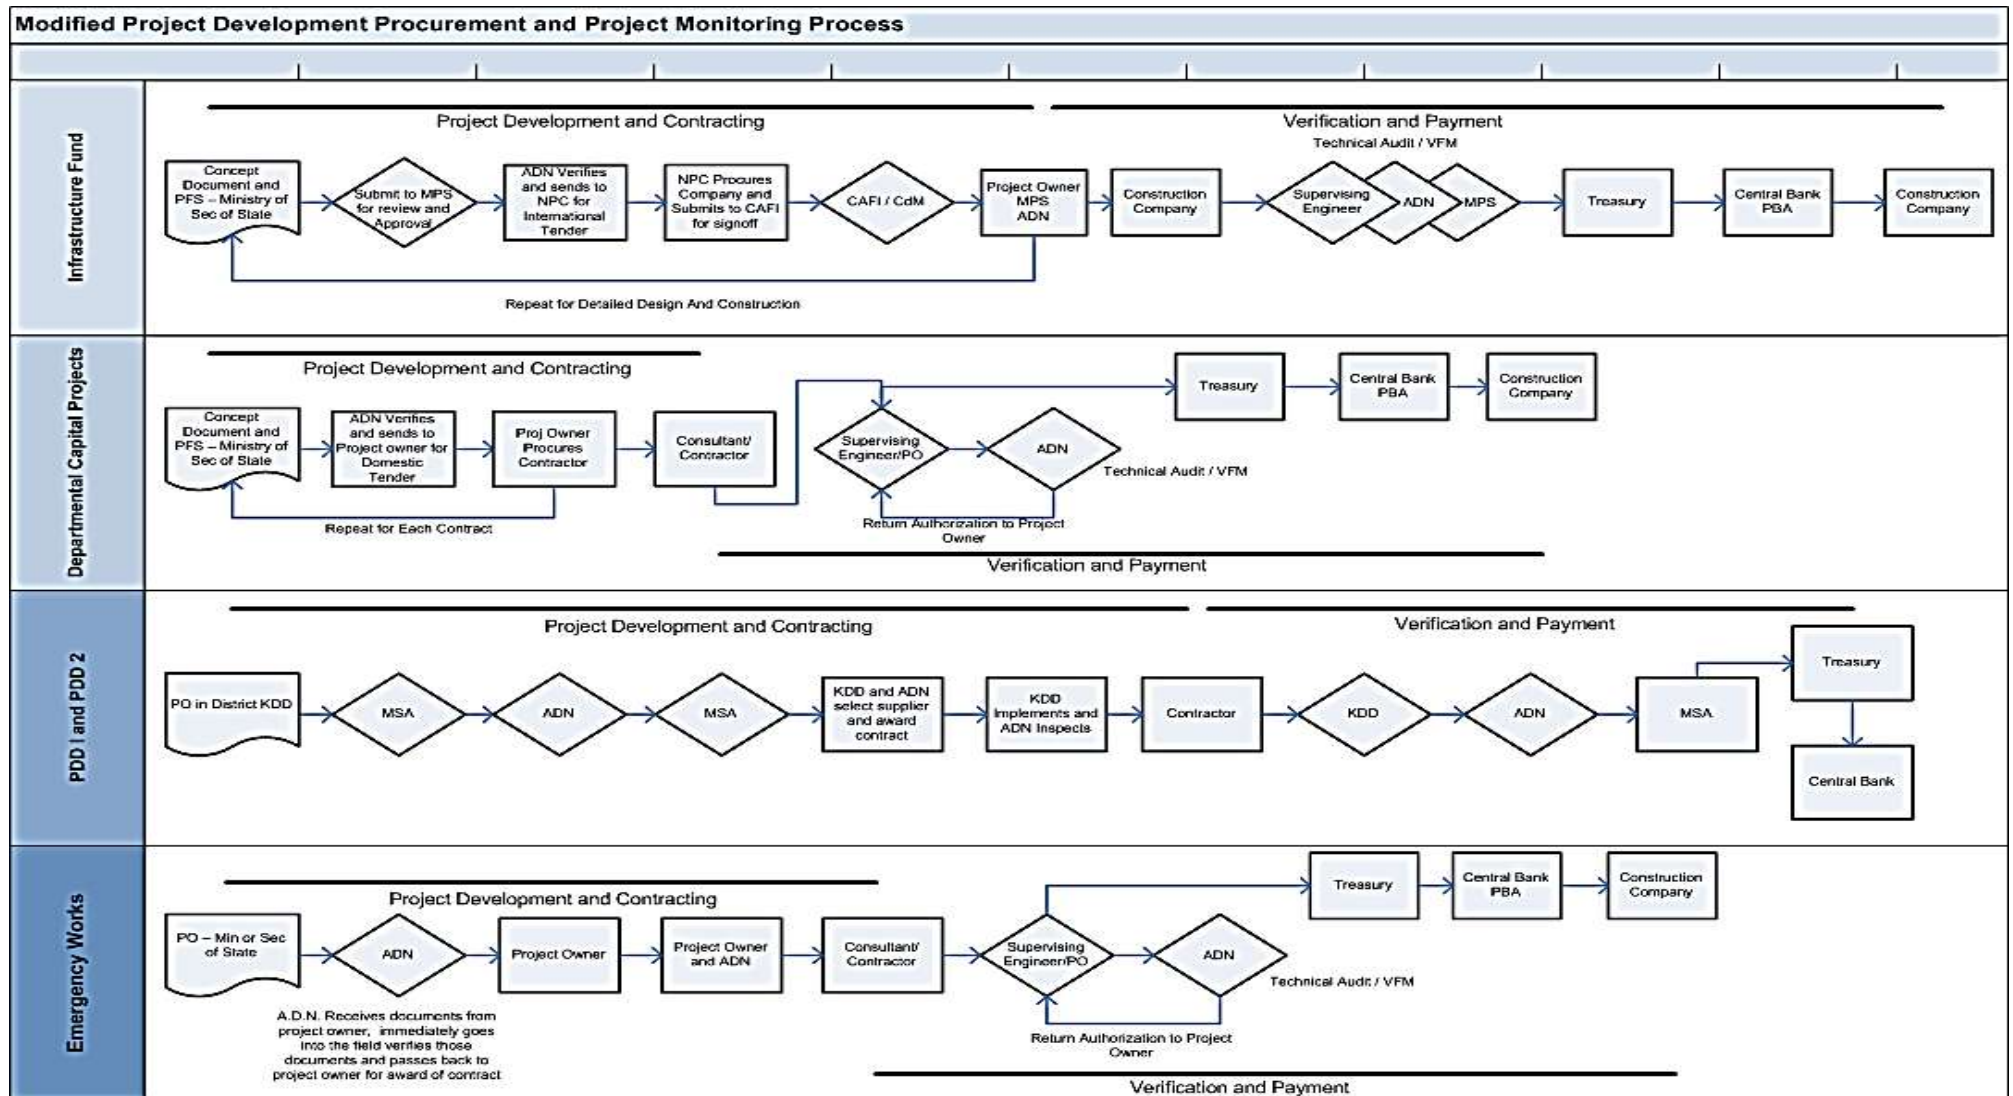 Modified Project Development Procurement and Project Monitoring Process
Infrastructure Fund
Project Development and Contracting
Verification and Payment
Technical Audit / VFM
Concept
Document and
PFS – Ministry of
Sec of State
Submit to MPS
for review and
Approval
ADN Verifies
and sends to
NPC for
International
Tender
NPC Procures
Company and
Submits to CAFI
for signoff
CAFI / CdM
Project Owner
MPS
ADN
Construction
Company
Supervising
Engineer
ADN
MPS
Treasury
Central Bank
PBA
Construction
Company
Repeat for Detailed Design And Construction
Departmental Capital Projects
Project Development and Contracting
Concept
Document and
PFS – Ministry of
Sec of State
ADN Verifies
and sends to
Project owner for
Domestic
Tender
Proj Owner
Procures
Contractor
Consultant/
Contractor
Supervising
Engineer/PO
ADN
Technical Audit / VFM
Treasury
Central Bank
PBA
Construction
Company
Repeat for Each Contract
Return Authorization to Project
Owner
Verification and Payment
PDD I and PDD 2
Project Development and Contracting
Verification and Payment
PO in District KDD
MSA
ADN
MSA
KDD and ADN
select supplier
and award
contract
KDD
Implements and
ADN Inspects
Contractor
KDD
ADN
MSA
Treasury
Central Bank
Emergency Works
Project Development and Contracting
PO – Min or Sec
of State
ADN
Project Owner
Project Owner
and ADN
Consultant/
Contractor
Supervising
Engineer/PO
ADN
Technical Audit / VFM
Treasury
Central Bank
PBA
Construction
Company
A.D.N. Receives documents from
project owner, immediately goes
into the field verifies those
documents and passes back to
project owner for award of contract
Return Authorization to Project
Owner
Verification and Payment